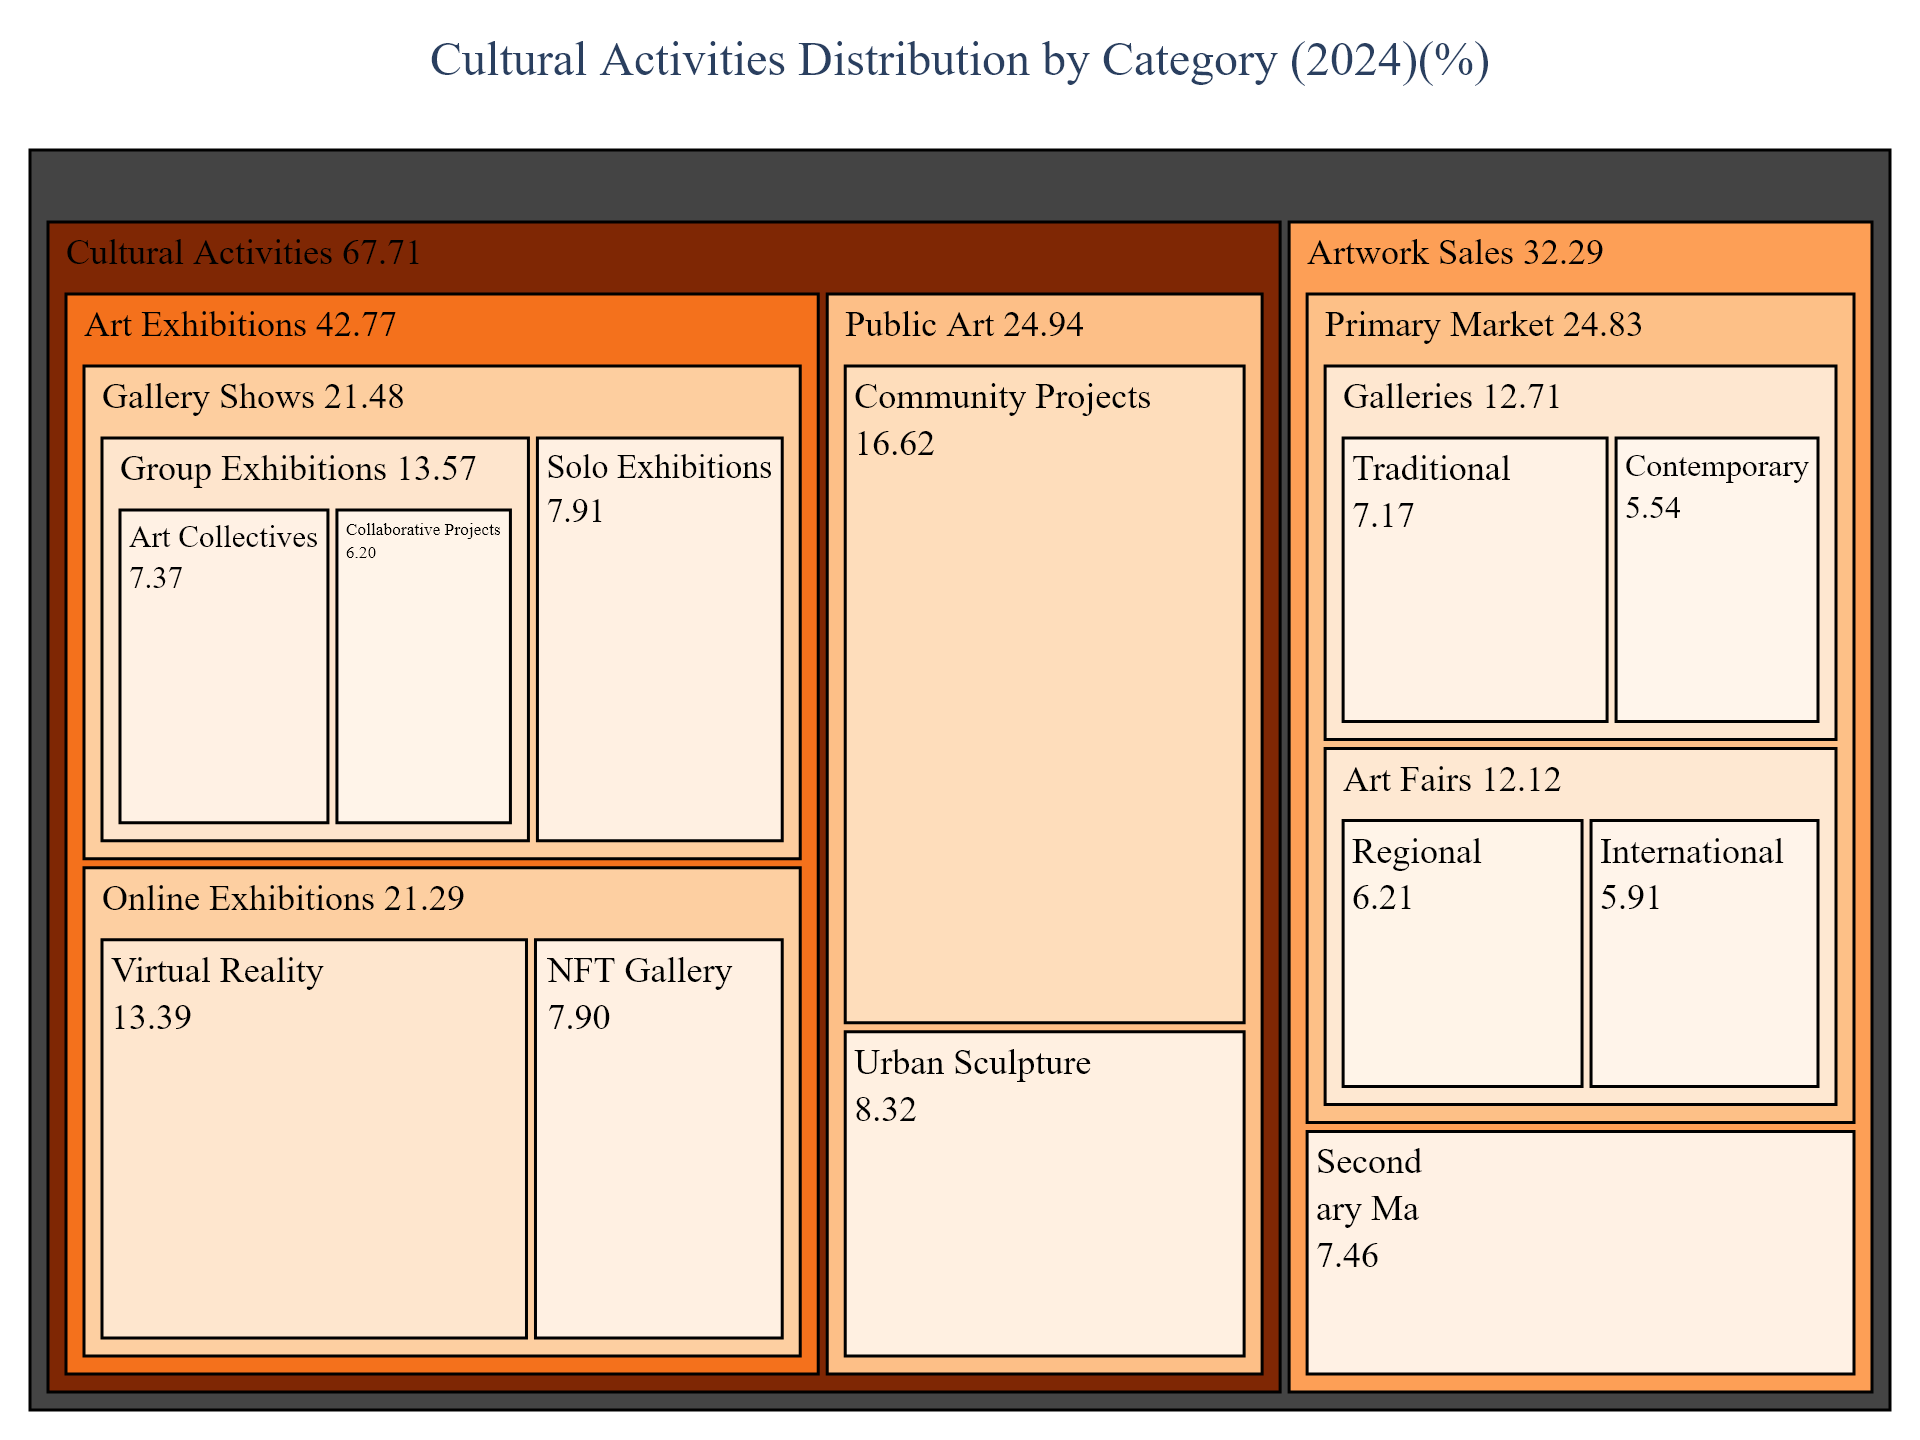 Cultural Activities Distribution by Category (2024)(%)
Cultural Activities 67.71
Art Exhibitions 42.77
Gallery Shows 21.48
Group Exhibitions 13.57
Art Collectives
7.37
Collaborative Projects
6.20
Solo Exhibitions
7.91
Online Exhibitions 21.29
Virtual Reality
13.39
NFT Gallery
7.90
Public Art 24.94
Community Projects
16.62
Urban Sculpture
8.32
Artwork Sales 32.29
Primary Market 24.83
Galleries 12.71
Traditional
7.17
Contemporary
5.54
Art Fairs 12.12
Regional
6.21
International
5.91
Second
ary Ma
7.46